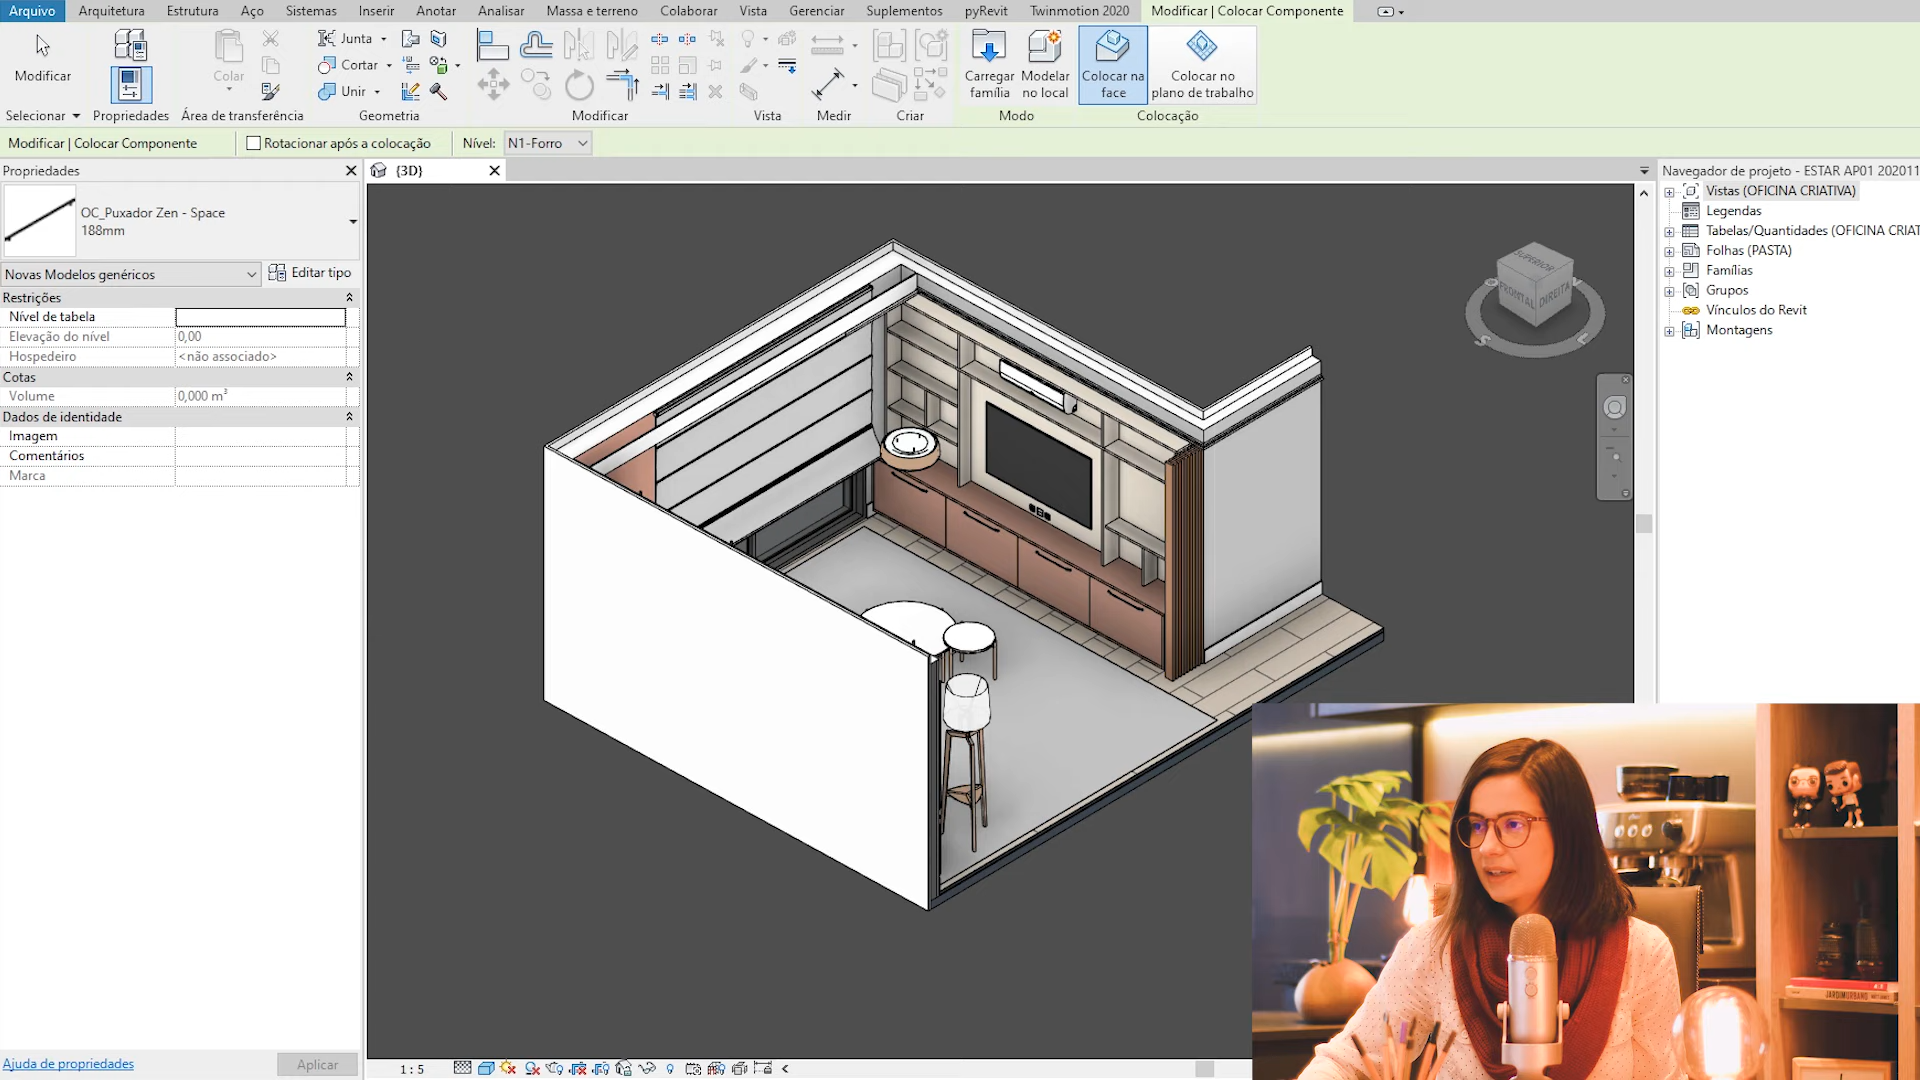 Arquivo Arquitetura Estrutura Aço Sistemas Inserir Anotar Analisar Massa e terreno Colaborar Vista Gerenciar Suplementos pyRevit Twinmotion 2020 Modificar | Colocar Componente
Modificar
Colar
Junta
Cortar
Unir
Carregar família
Modelar no local
Colocar na face
Colocar no plano de trabalho
Selecionar Propriedades Área de transferência Geometria Modificar Vista Medir Criar Modo Colocação
Modificar | Colocar Componente Rotacionar após a colocação Nível: N1-Forro
Propriedades
{3D}
Navegador de projeto - ESTAR AP01 202011
OC_Puxador Zen - Space
188mm
Novas Modelos genéricos Editar tipo
Restrições
Nível de tabela
Elevação do nível 0,00
Hospedeiro <não associado>
Cotas
Volume 0,000 m³
Dados de identidade
Imagem
Comentários
Marca
Ajuda de propriedades Aplicar
SUPERIOR
FRONTAL DIREITA
Vistas (OFICINA CRIATIVA)
Legendas
Tabelas/Quantidades (OFICINA CRIAT
Folhas (PASTA)
Famílias
Grupos
Vínculos do Revit
Montagens
1 : 5
JARDIMURBANO